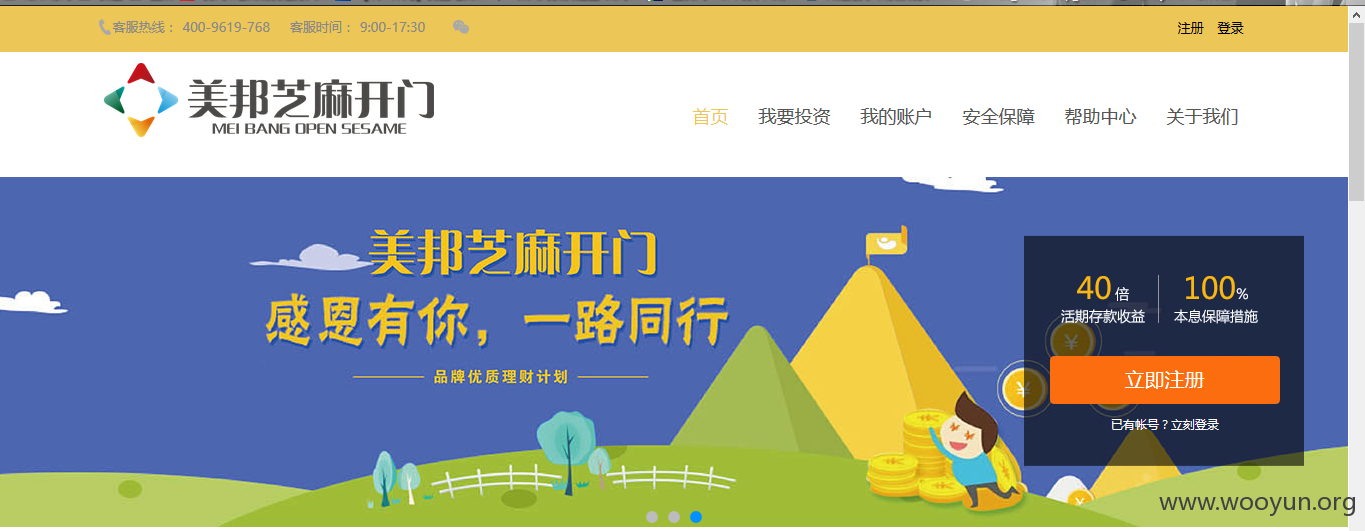 客服热线： 400-9619-768 客服时间： 9:00-17:30 注册 登录
美邦芝麻开门
MEI BANG OPEN SESAME
首页 我要投资 我的账户 安全保障 帮助中心 关于我们
美邦芝麻开门
感恩有你，一路同行
品牌优质理财计划
40 倍 100%
活期存款收益 本息保障措施
立即注册
已有帐号？立刻登录
www.wooyun.org